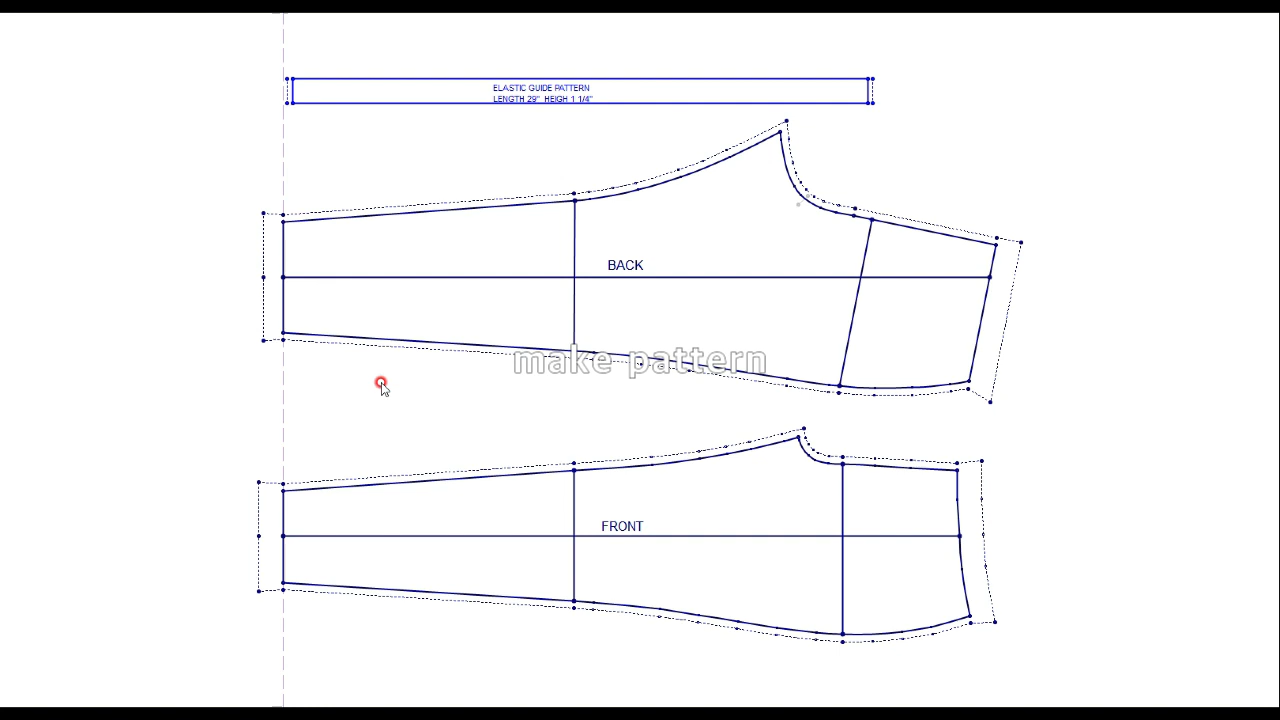 ELASTIC GUIDE PATTERN
LENGTH 29" HEIGH 1 1/4"
BACK
make pattern
FRONT